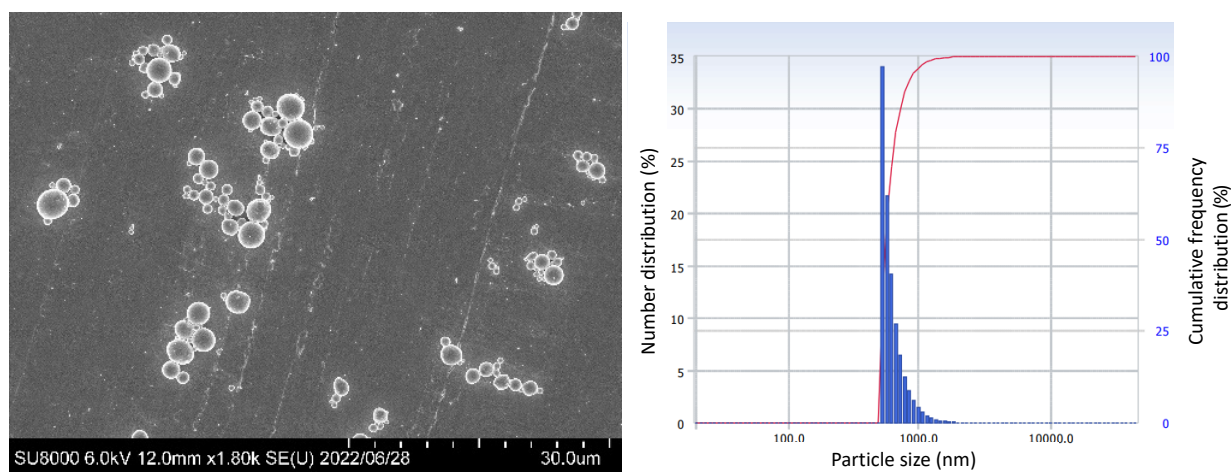 SU8000 6.0kV 12.0mm x1.80k SE(U) 2022/06/28 30.0um
Number distribution (%)
35
30
25
20
15
10
5
0
100.0 1000.0 10000.0
Particle size (nm)
100
75
50
25
0
Cumulative frequency
distribution (%)